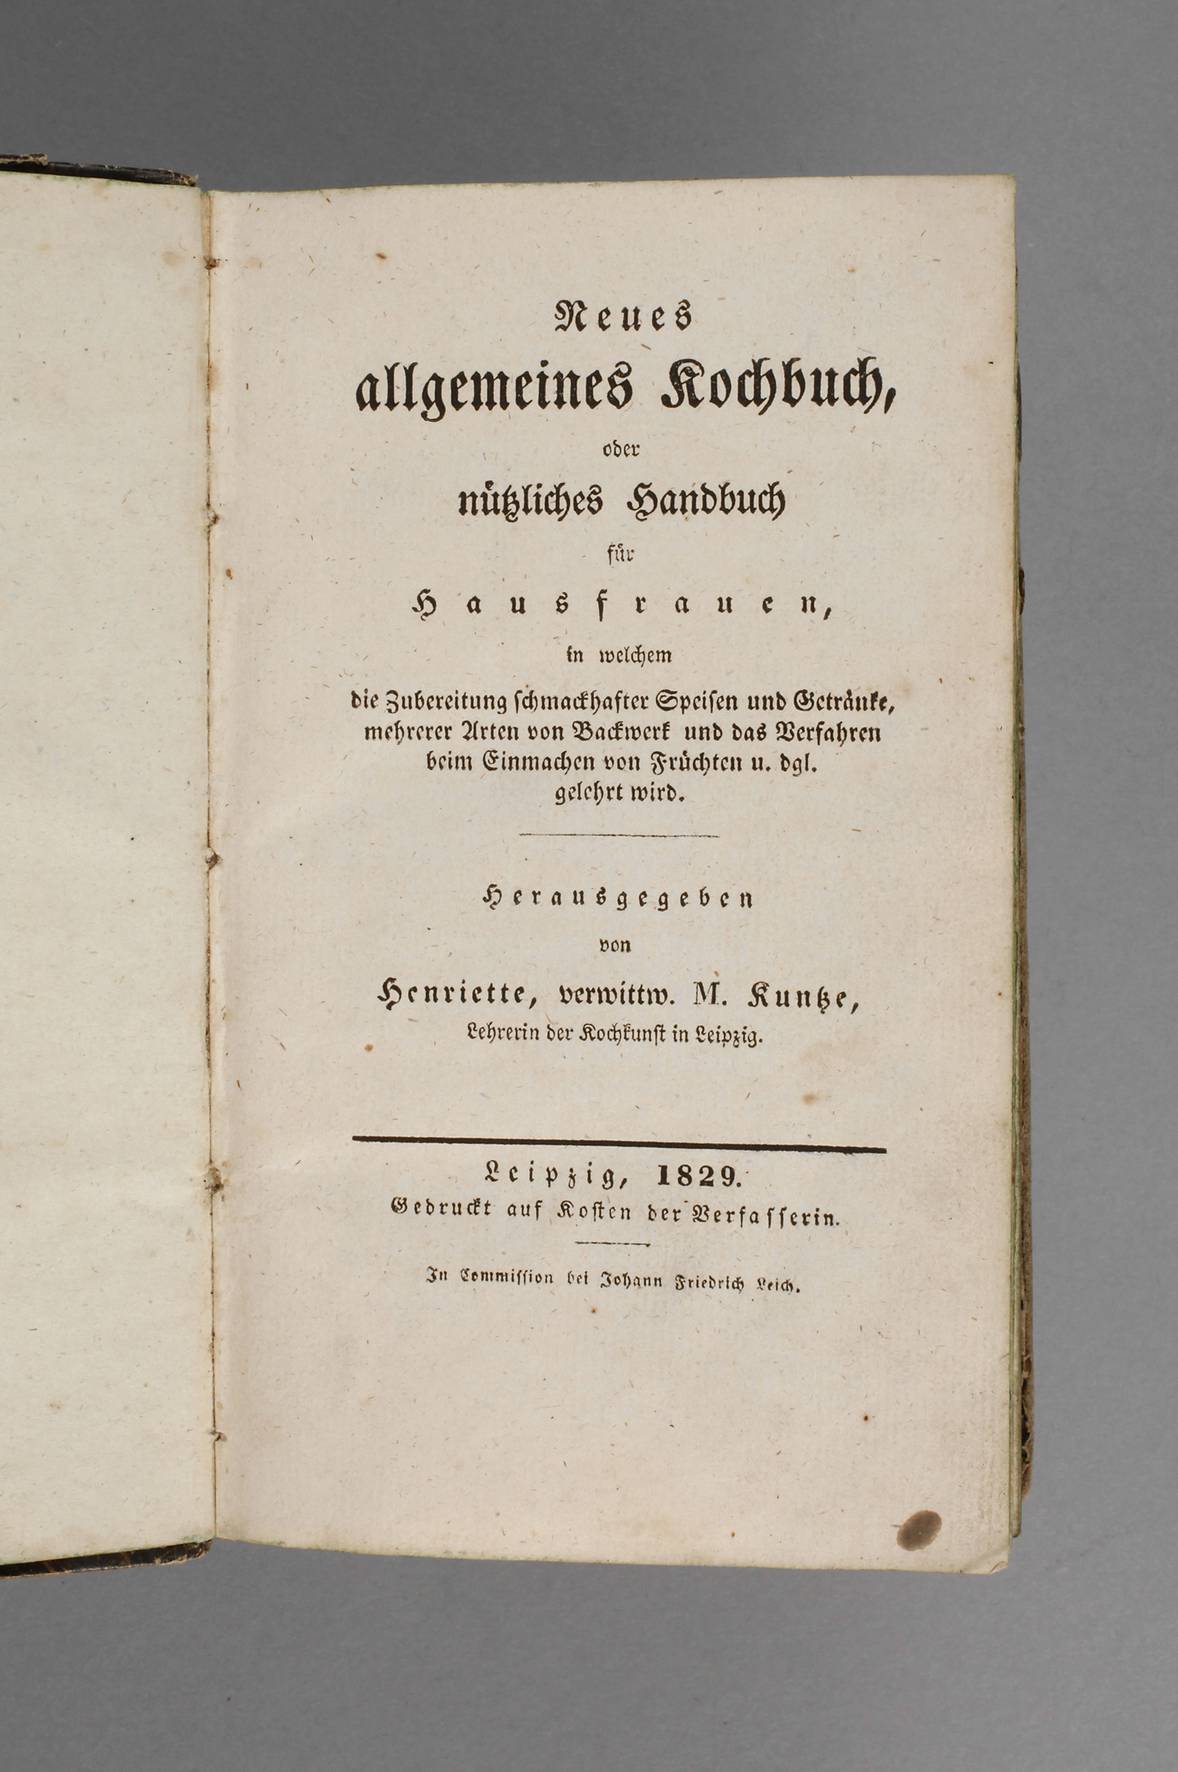 Neues
allgemeines Kochbuch,
oder
nützliches Handbuch
für
Hausfrauen,
in welchem
die Zubereitung schmackhafter Speisen und Getränke,
mehrerer Arten von Backwerk und das Verfahren
beim Einmachen von Früchten u. dgl.
gelehrt wird.
Herausgegeben
von
Henriette, verwittw. M. Kuntze,
Lehrerin der Kochkunst in Leipzig.
Leipzig, 1829.
Gedruckt auf Kosten der Verfasserin.
In Commission bei Johann Friedrich Leich.